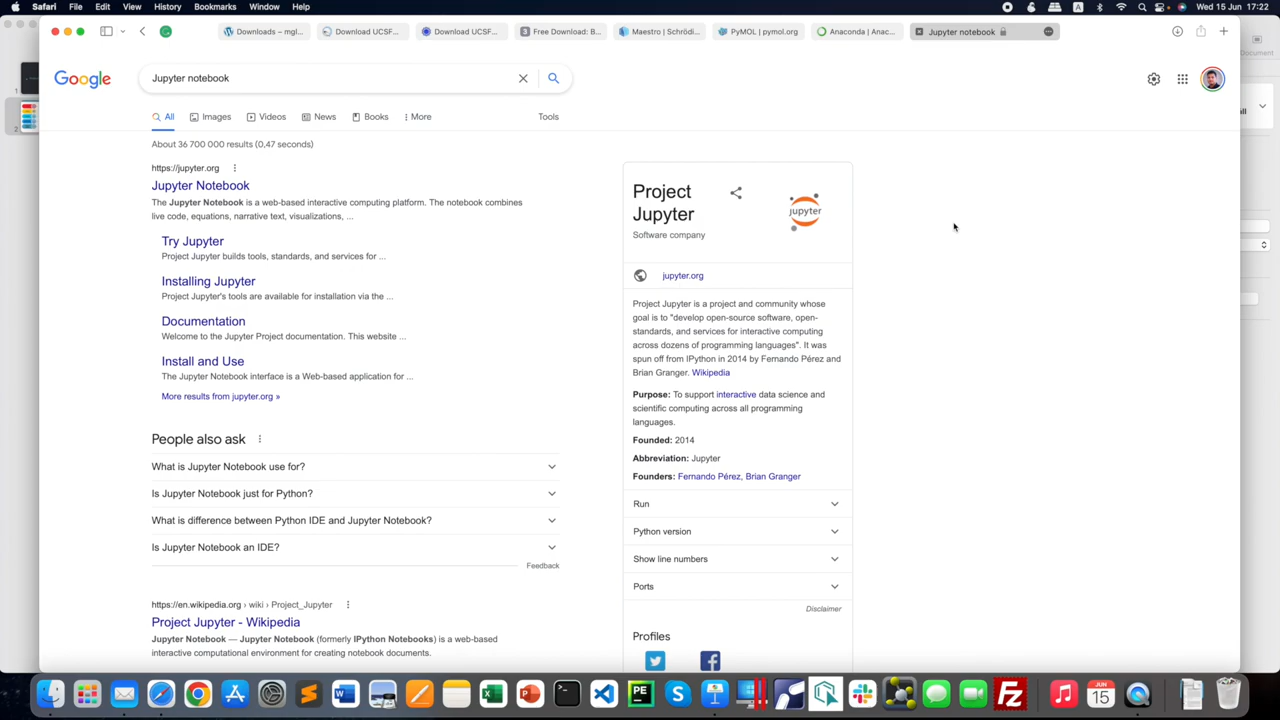 Safari File Edit View History Bookmarks Window Help
A
Wed 15 Jun 17:22
Downloads – mgl...
Download UCSF...
Download UCSF...
Free Download: B...
Maestro | Schrödi...
PyMOL | pymol.org
Anaconda | Anac...
Jupyter notebook
Google
Jupyter notebook
All
Images
Videos
News
Books
More
Tools
About 36 700 000 results (0,47 seconds)
https://jupyter.org
Jupyter Notebook
The Jupyter Notebook is a web-based interactive computing platform. The notebook combines
live code, equations, narrative text, visualizations, ...
Try Jupyter
Project Jupyter builds tools, standards, and services for ...
Installing Jupyter
Project Jupyter's tools are available for installation via the ...
Documentation
Welcome to the Jupyter Project documentation. This website ...
Install and Use
The Jupyter Notebook interface is a Web-based application for ...
More results from jupyter.org »
People also ask
What is Jupyter Notebook use for?
Is Jupyter Notebook just for Python?
What is difference between Python IDE and Jupyter Notebook?
Is Jupyter Notebook an IDE?
Feedback
https://en.wikipedia.org › wiki › Project_Jupyter
Project Jupyter - Wikipedia
Jupyter Notebook — Jupyter Notebook (formerly IPython Notebooks) is a web-based
interactive computational environment for creating notebook documents.
Project
Jupyter
Software company
jupyter
jupyter.org
Project Jupyter is a project and community whose
goal is to "develop open-source software, open-
standards, and services for interactive computing
across dozens of programming languages". It was
spun off from IPython in 2014 by Fernando Pérez and
Brian Granger. Wikipedia
Purpose: To support interactive data science and
scientific computing across all programming
languages.
Founded: 2014
Abbreviation: Jupyter
Founders: Fernando Pérez, Brian Granger
Run
Python version
Show line numbers
Ports
Disclaimer
Profiles
Document
1
2
JUN
15
PE
Fz